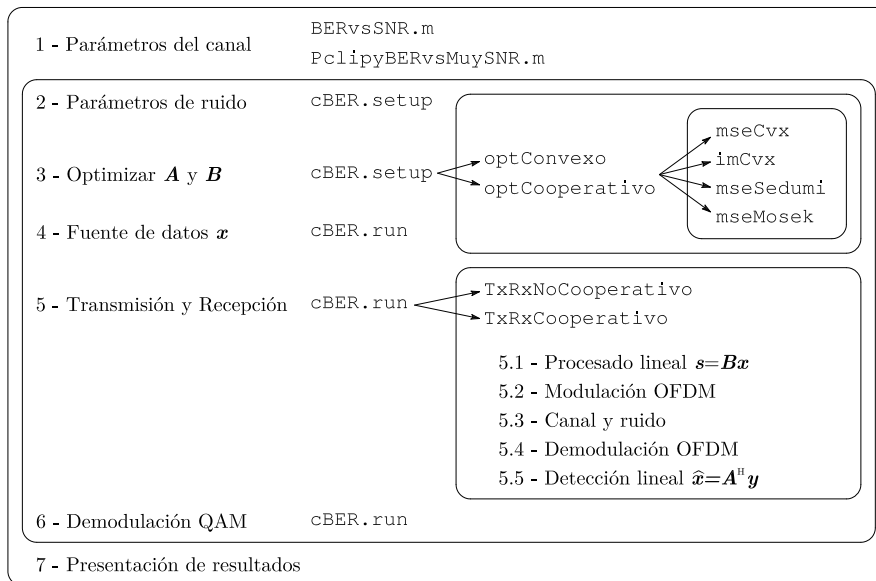 1 - Parámetros del canal
BERvsSNR.m
PclipyBERvsMuySNR.m
2 - Parámetros de ruido cBER.setup
3 - Optimizar A y B cBER.setup
optConvexo
optCooperativo
mseCvx
imCvx
mseSedumi
mseMosek
4 - Fuente de datos x cBER.run
5 - Transmisión y Recepción cBER.run
TxRxNoCooperativo
TxRxCooperativo
5.1 - Procesado lineal s=Bx
5.2 - Modulación OFDM
5.3 - Canal y ruido
5.4 - Demodulación OFDM
5.5 - Detección lineal x̂=Aᴴy
6 - Demodulación QAM cBER.run
7 - Presentación de resultados